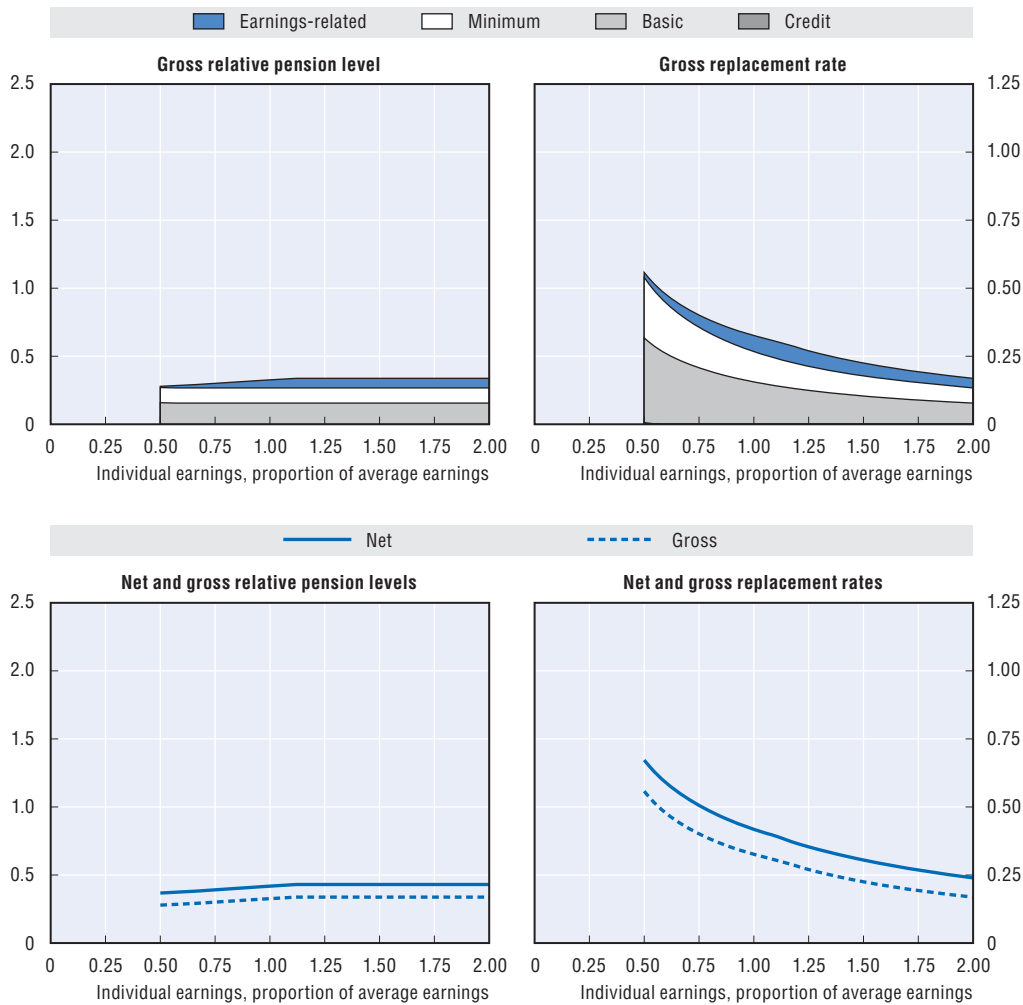 Earnings-related Minimum Basic Credit
Gross relative pension level
2.5
2.0
1.5
1.0
0.5
0
0 0.25 0.50 0.75 1.00 1.25 1.50 1.75 2.00
Individual earnings, proportion of average earnings
Gross replacement rate
1.25
1.00
0.75
0.50
0.25
0
0 0.25 0.50 0.75 1.00 1.25 1.50 1.75 2.00
Individual earnings, proportion of average earnings
Net Gross
Net and gross relative pension levels
2.5
2.0
1.5
1.0
0.5
0
0 0.25 0.50 0.75 1.00 1.25 1.50 1.75 2.00
Individual earnings, proportion of average earnings
Net and gross replacement rates
1.25
1.00
0.75
0.50
0.25
0
0 0.25 0.50 0.75 1.00 1.25 1.50 1.75 2.00
Individual earnings, proportion of average earnings